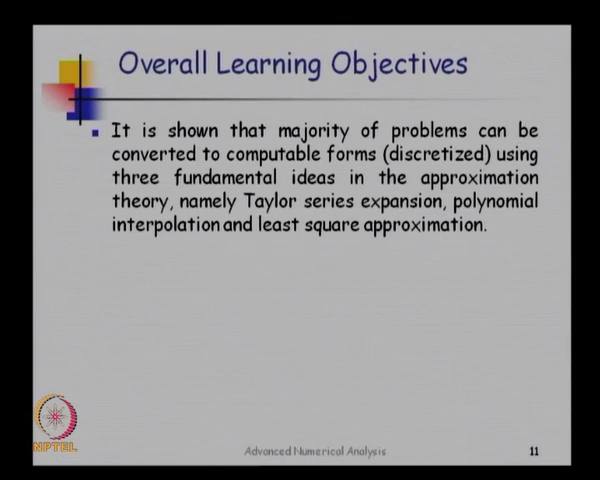 Overall Learning Objectives
It is shown that majority of problems can be
converted to computable forms (discretized) using
three fundamental ideas in the approximation
theory, namely Taylor series expansion, polynomial
interpolation and least square approximation.
NPTEL
Advanced Numerical Analysis
11